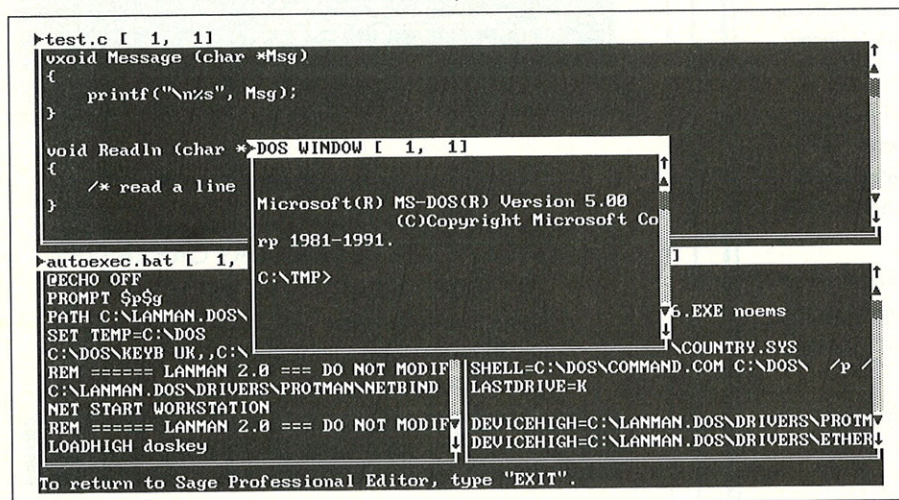 test.c [  1,  1]
vxoid Message (char *Msg)
{
printf("\n%s", Msg);
}
void Readln (char *
{
/* read a line
}
DOS WINDOW [  1,  1]
Microsoft(R) MS-DOS(R) Version 5.00
(C)Copyright Microsoft Co
rp 1981-1991.
C:\TMP>
autoexec.bat [  1,
@ECHO OFF
PROMPT $p$g
PATH C:\LANMAN.DOS\
SET TEMP=C:\DOS
C:\DOS\KEYB UK,,C:\
REM ====== LANMAN 2.0 === DO NOT MODIF
C:\LANMAN.DOS\DRIVERS\PROTMAN\NETBIND
NET START WORKSTATION
REM ====== LANMAN 2.0 === DO NOT MODIF
LOADHIGH doskey
]
6.EXE noems
\COUNTRY.SYS
SHELL=C:\DOS\COMMAND.COM C:\DOS\  /p /
LASTDRIVE=K
DEVICEHIGH=C:\LANMAN.DOS\DRIVERS\PROTM
DEVICEHIGH=C:\LANMAN.DOS\DRIVERS\ETHER
To return to Sage Professional Editor, type "EXIT".